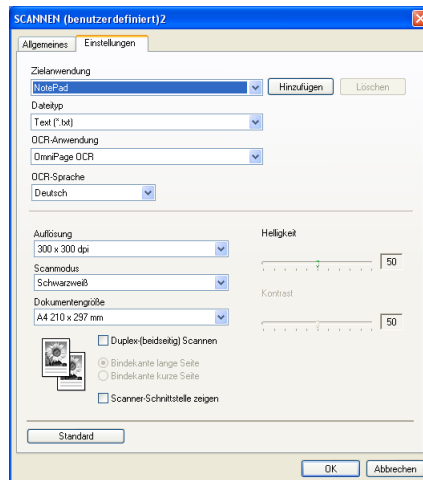 SCANNEN (benutzerdefiniert)2
Allgemeines Einstellungen
Zielanwendung
NotePad Hinzufügen Löschen
Dateityp
Text (*.txt)
OCR-Anwendung
OmniPage OCR
OCR-Sprache
Deutsch
Auflösung Helligkeit
300 x 300 dpi 50
Scanmodus
Schwarzweiß Kontrast
Dokumentengröße
A4 210 x 297 mm 50
Duplex-(beidseitig) Scannen
Bindekante lange Seite
Bindekante kurze Seite
Scanner-Schnittstelle zeigen
Standard
OK Abbrechen